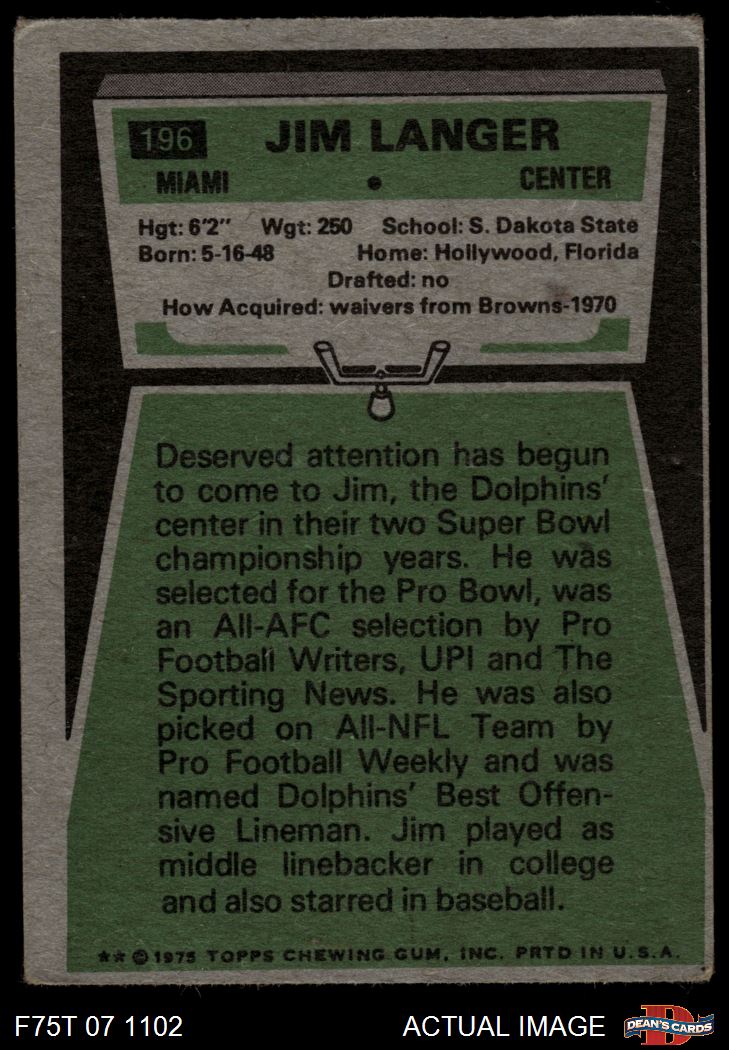 196 JIM LANGER
MIAMI • CENTER
Hgt: 6'2" Wgt: 250 School: S. Dakota State
Born: 5-16-48 Home: Hollywood, Florida
Drafted: no
How Acquired: waivers from Browns-1970
Deserved attention has begun
to come to Jim, the Dolphins'
center in their two Super Bowl
championship years. He was
selected for the Pro Bowl, was
an All-AFC selection by Pro
Football Writers, UPI and The
Sporting News. He was also
picked on All-NFL Team by
Pro Football Weekly and was
named Dolphins' Best Offen-
sive Lineman. Jim played as
middle linebacker in college
and also starred in baseball.
★★©1975 TOPPS CHEWING GUM, INC. PRTD IN U.S.A.
F75T 07 1102 ACTUAL IMAGE D DEAN'S CARDS